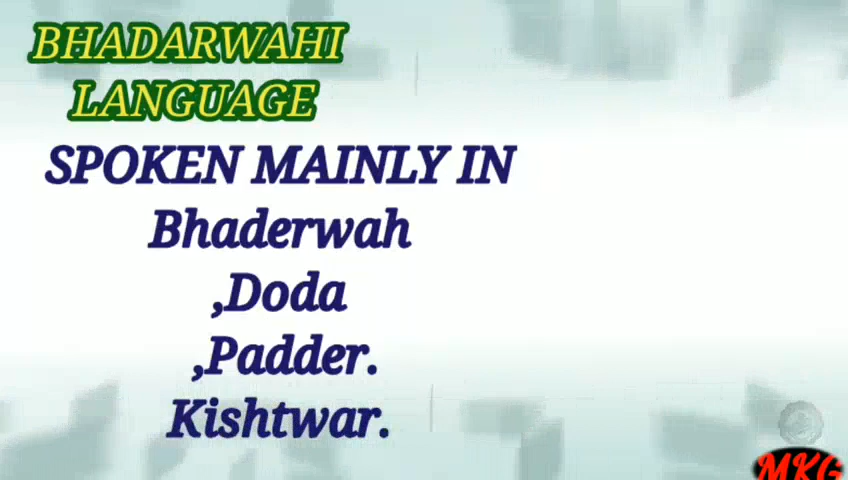 BHADARWAHI
LANGUAGE
SPOKEN MAINLY IN
Bhaderwah
,Doda
,Padder.
Kishtwar.
MKG